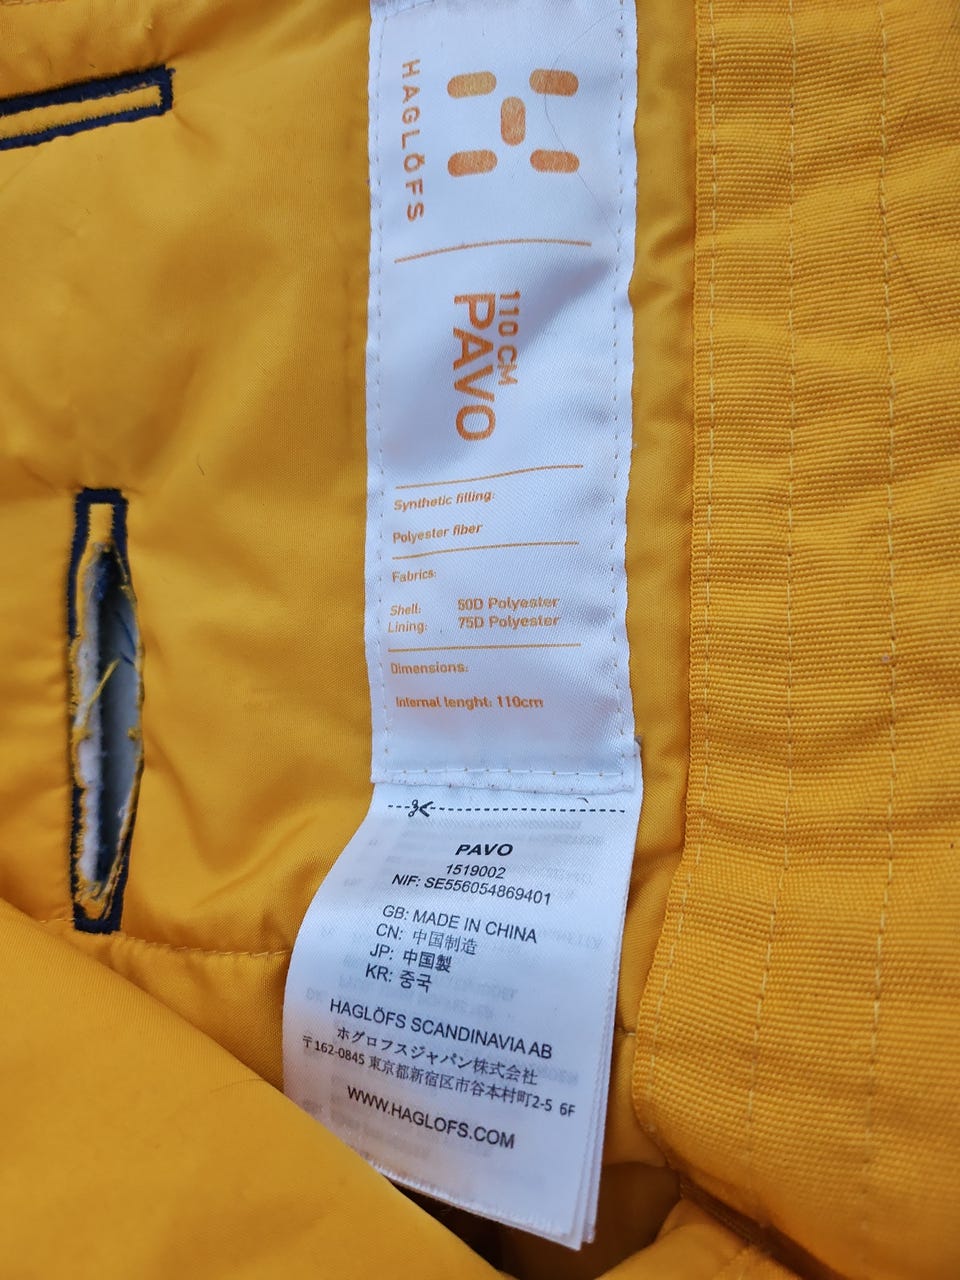 HAGLÖFS
110 CM
PAVO
Synthetic filling:
Polyester fiber
Fabrics:
Shell: 50D Polyester
Lining: 75D Polyester
Dimensions:
Internal lenght: 110cm
PAVO
1519002
NIF: SE556054869401
GB: MADE IN CHINA
CN: 中国制造
JP: 中国製
KR: 중국
HAGLÖFS SCANDINAVIA AB
ホグロフスジャパン株式会社
〒162-0845 東京都新宿区市谷本村町2-5 6F
WWW.HAGLOFS.COM